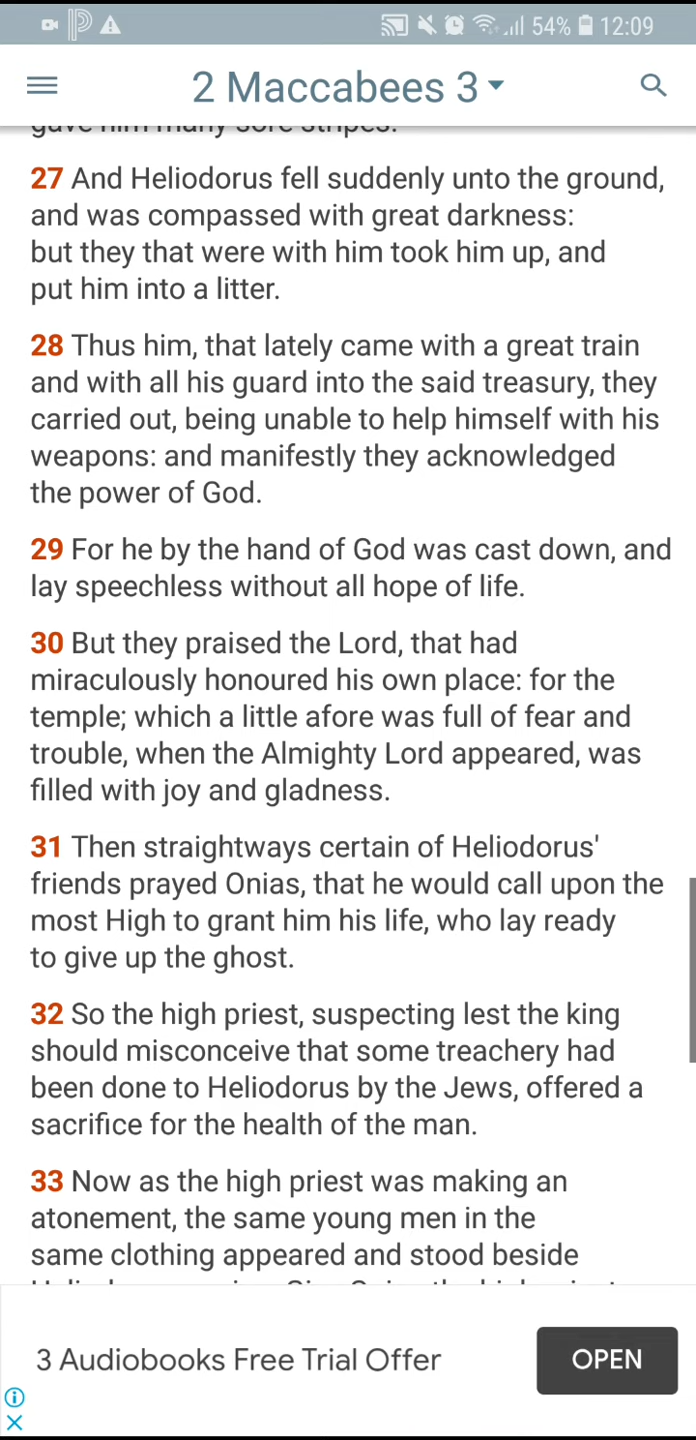 54% 12:09
2 Maccabees 3
gave him many sore stripes.
27 And Heliodorus fell suddenly unto the ground,
and was compassed with great darkness:
but they that were with him took him up, and
put him into a litter.
28 Thus him, that lately came with a great train
and with all his guard into the said treasury, they
carried out, being unable to help himself with his
weapons: and manifestly they acknowledged
the power of God.
29 For he by the hand of God was cast down, and
lay speechless without all hope of life.
30 But they praised the Lord, that had
miraculously honoured his own place: for the
temple; which a little afore was full of fear and
trouble, when the Almighty Lord appeared, was
filled with joy and gladness.
31 Then straightways certain of Heliodorus'
friends prayed Onias, that he would call upon the
most High to grant him his life, who lay ready
to give up the ghost.
32 So the high priest, suspecting lest the king
should misconceive that some treachery had
been done to Heliodorus by the Jews, offered a
sacrifice for the health of the man.
33 Now as the high priest was making an
atonement, the same young men in the
same clothing appeared and stood beside
3 Audiobooks Free Trial Offer
OPEN